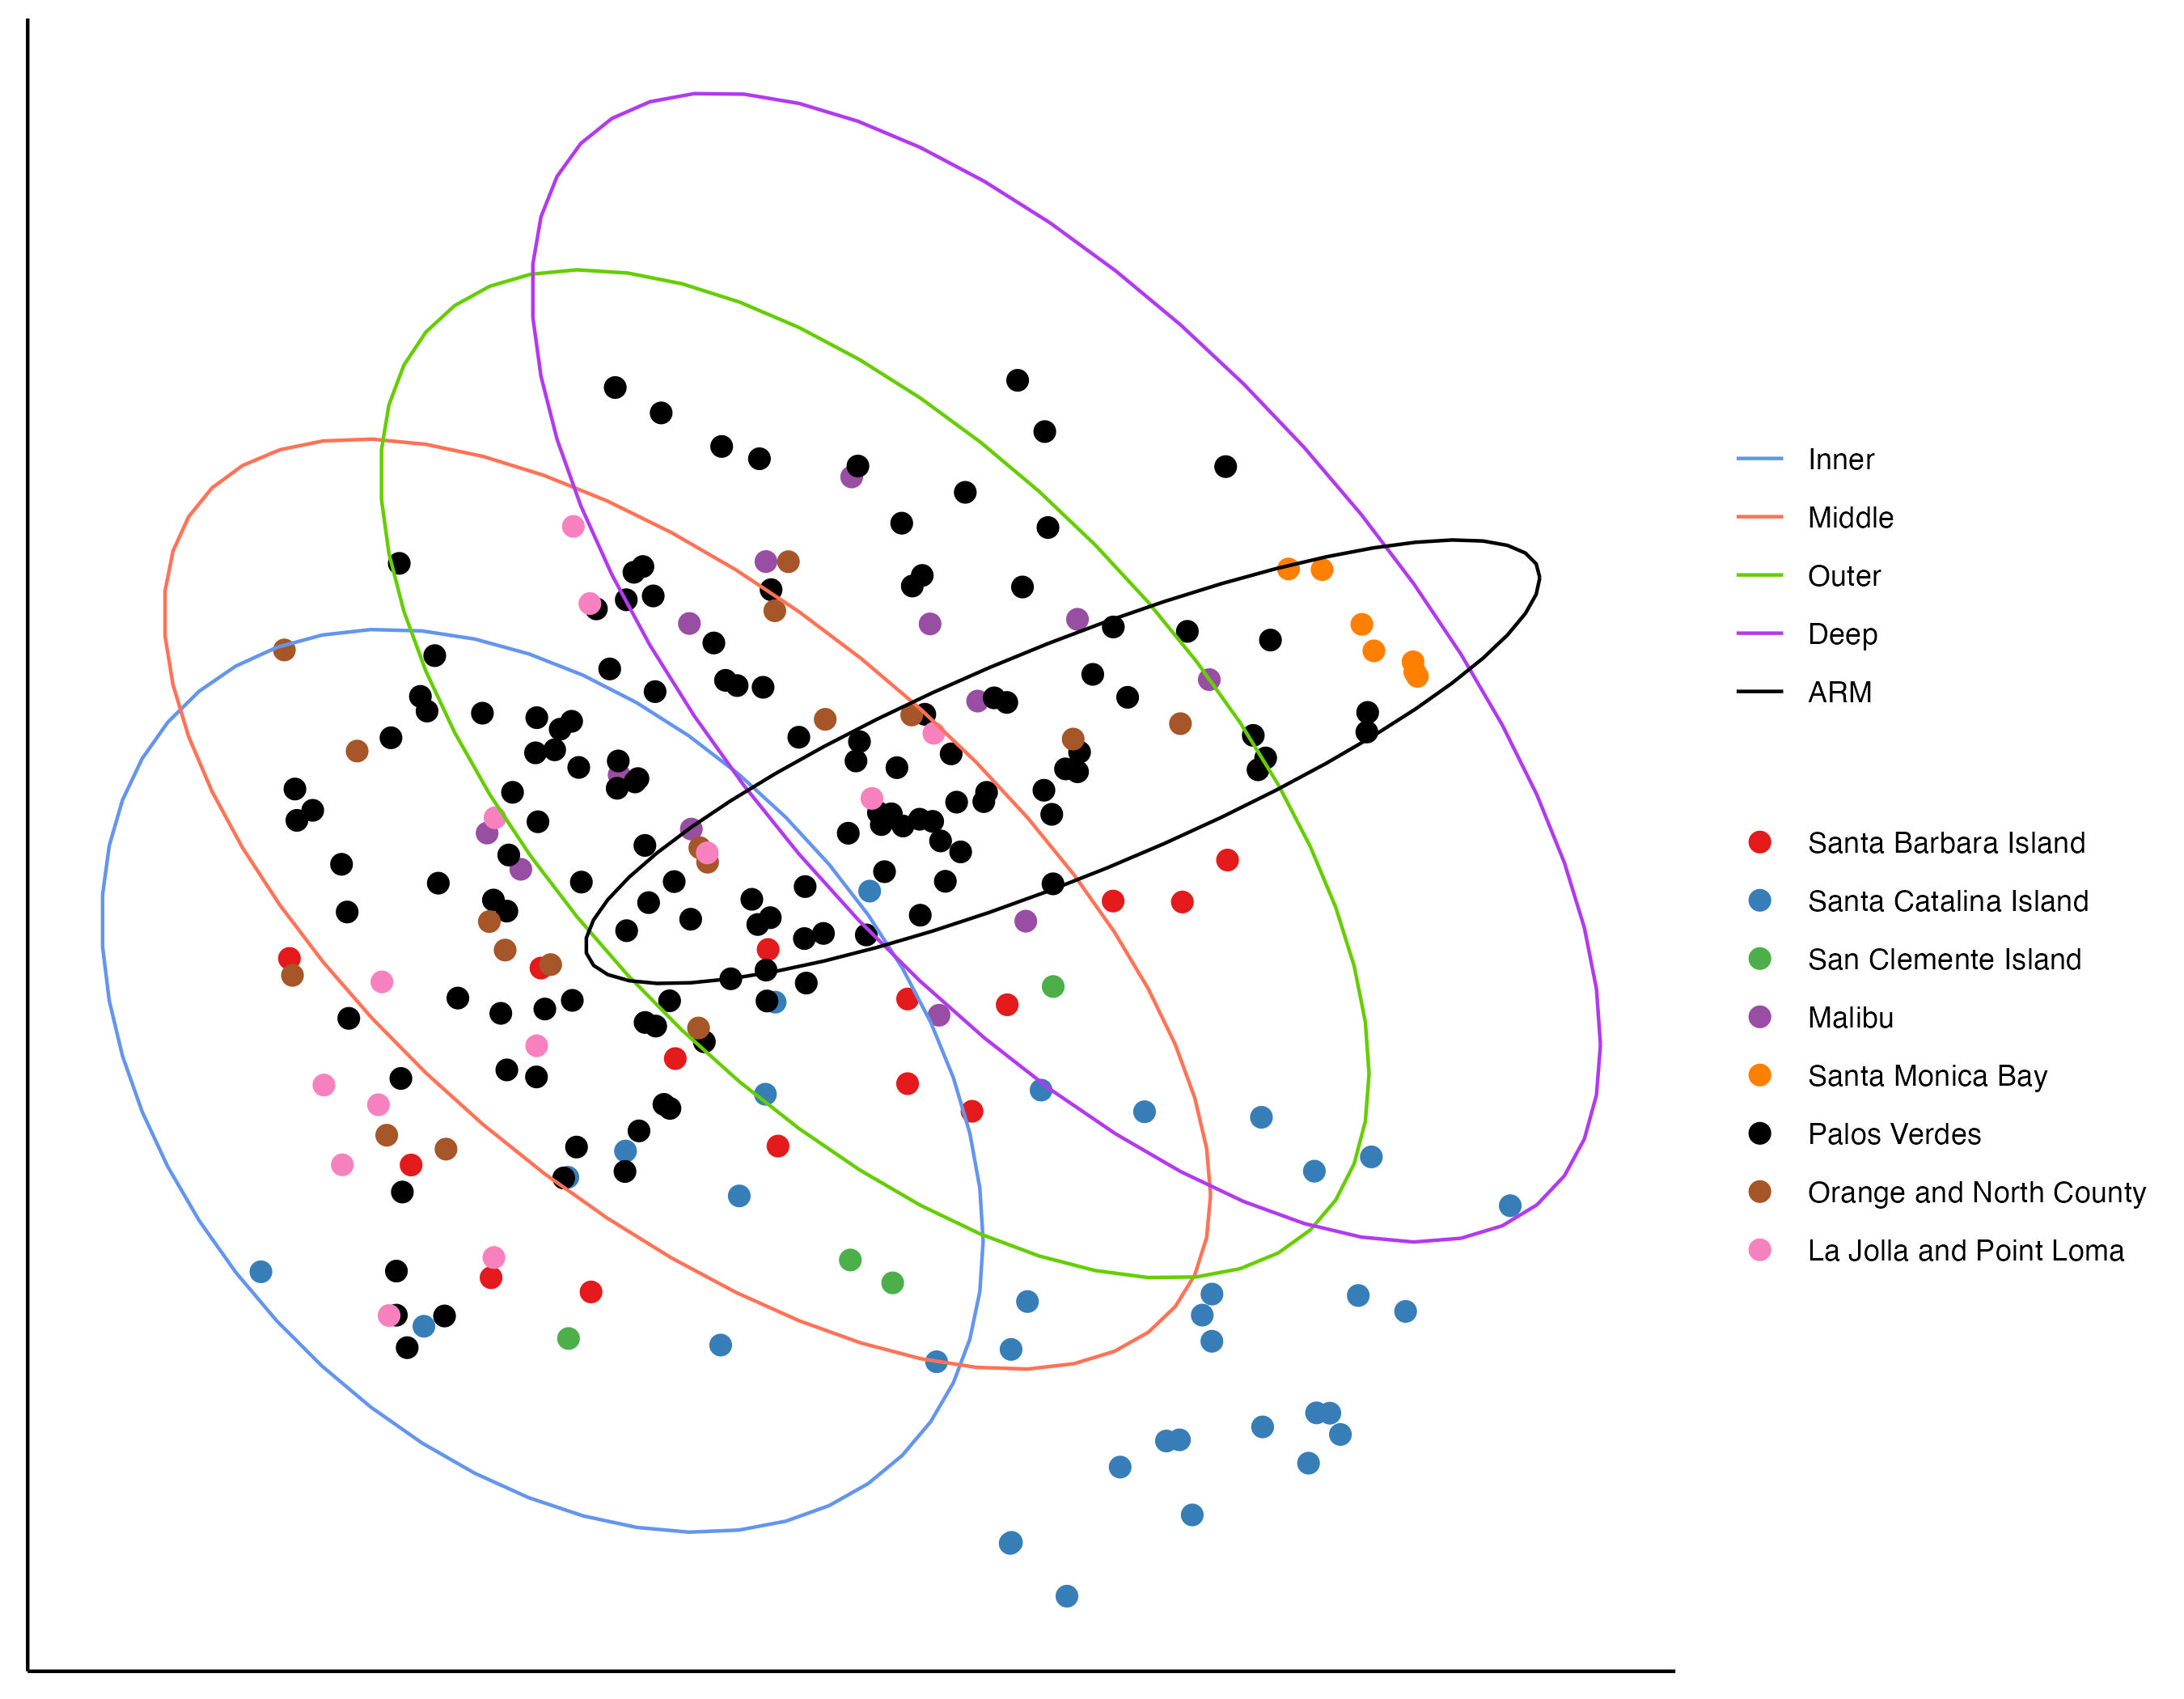 Inner
Middle
Outer
Deep
ARM
Santa Barbara Island
Santa Catalina Island
San Clemente Island
Malibu
Santa Monica Bay
Palos Verdes
Orange and North County
La Jolla and Point Loma